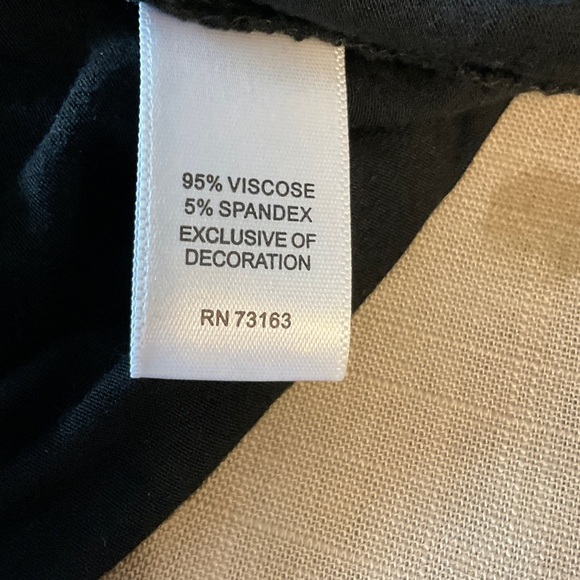 95% VISCOSE
5% SPANDEX
EXCLUSIVE OF
DECORATION
RN 73163